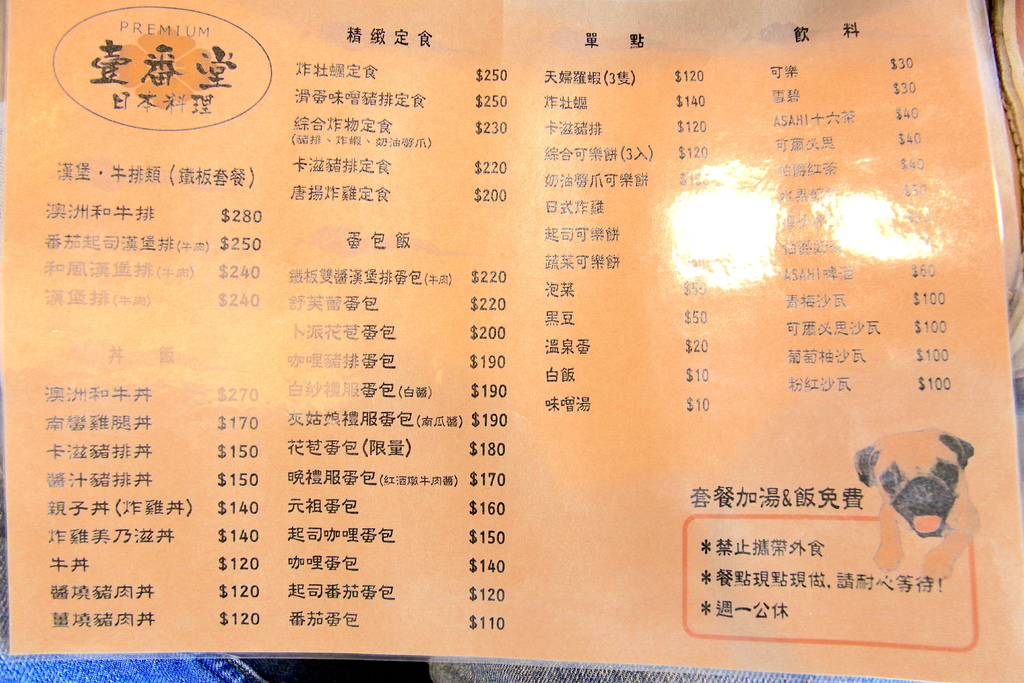 PREMIUM
壹番堂
日本料理
漢堡·牛排類(鐵板套餐)
澳洲和牛排 $280
番茄起司漢堡排(牛肉) $250
和風漢堡排(牛肉) $240
漢堡排(牛肉) $240
丼 飯
澳洲和牛丼 $270
南蠻雞腿丼 $170
卡滋豬排丼 $150
醬汁豬排丼 $150
親子丼(炸雞丼) $140
炸雞美乃滋丼 $140
牛丼 $120
醬燒豬肉丼 $120
薑燒豬肉丼 $120
精緻定食
炸牡蠣定食 $250
滑蛋味噌豬排定食 $250
綜合炸物定食 $230
(豬排、炸蝦、奶油蟹爪)
卡滋豬排定食 $220
唐揚炸雞定食 $200
蛋包飯
鐵板雙醬漢堡排蛋包(牛肉) $220
舒芙蕾蛋包 $220
卜派花苞蛋包 $200
咖哩豬排蛋包 $190
白紗禮服蛋包(白醬) $190
灰姑娘禮服蛋包(南瓜醬) $190
花苞蛋包(限量) $180
晚禮服蛋包(紅酒燉牛肉醬) $170
元祖蛋包 $160
起司咖哩蛋包 $150
咖哩蛋包 $140
起司番茄蛋包 $120
番茄蛋包 $110
單 點
天婦羅蝦(3隻) $120
炸牡蠣 $140
卡滋豬排 $120
綜合可樂餅(3入) $120
奶油蟹爪可樂餅
日式炸雞
起司可樂餅
蔬菜可樂餅
泡菜 $50
黑豆 $50
溫泉蛋 $20
白飯 $10
味噌湯 $10
飲 料
可樂 $30
雪碧 $30
ASAHI十六茶 $40
可爾必思 $40
伯爵紅茶 $40
$50
ASAHI啤酒 $60
青梅沙瓦 $100
可爾必思沙瓦 $100
葡萄柚沙瓦 $100
粉紅沙瓦 $100
套餐加湯&飯免費
*禁止攜帶外食
*餐點現點現做,請耐心等待!
*週一公休